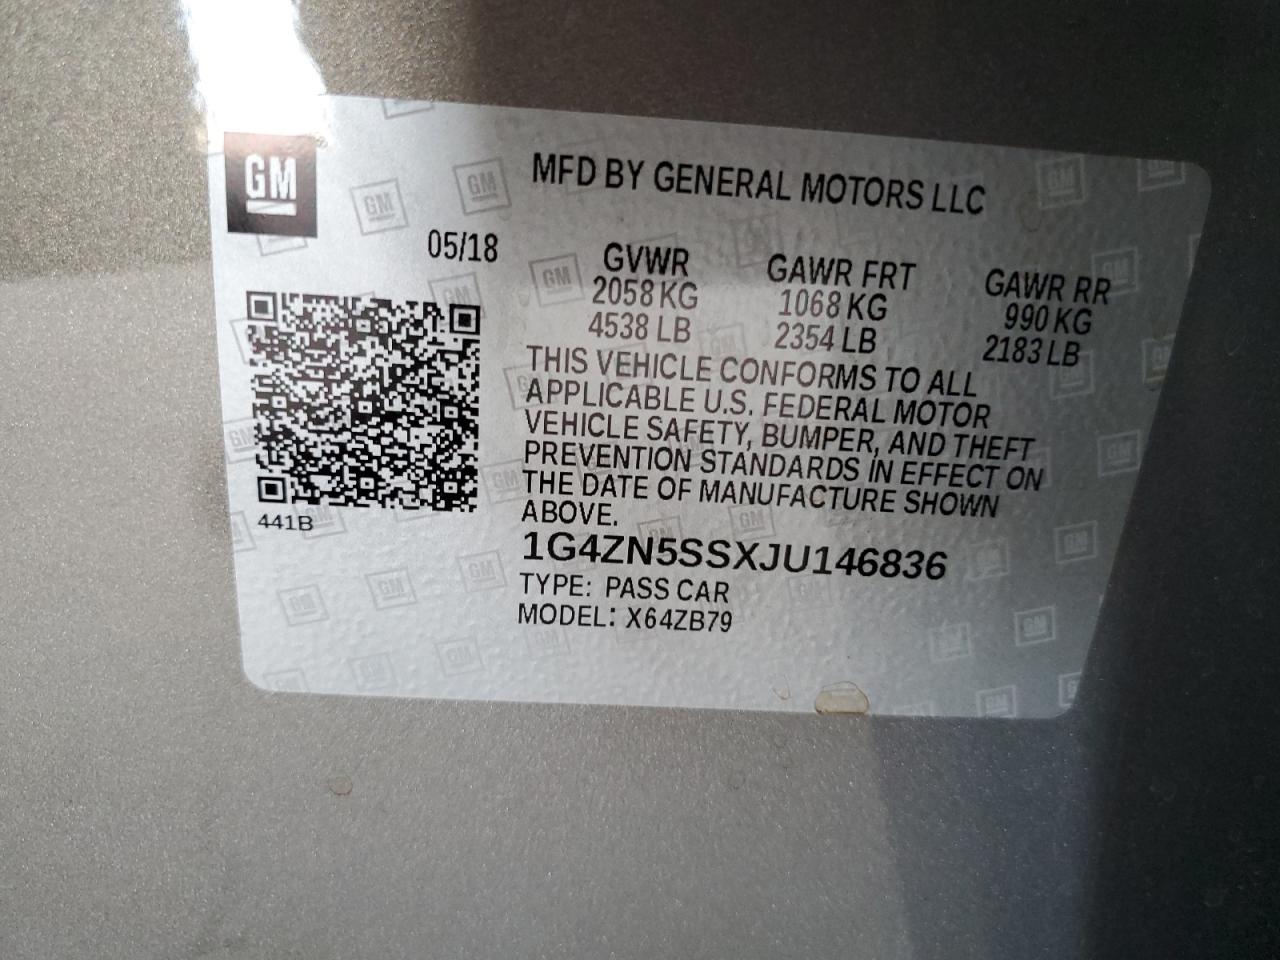 GM
MFD BY GENERAL MOTORS LLC
05/18
GVWR GAWR FRT GAWR RR
2058 KG 1068 KG 990 KG
4538 LB 2354 LB 2183 LB
THIS VEHICLE CONFORMS TO ALL
APPLICABLE U.S. FEDERAL MOTOR
VEHICLE SAFETY, BUMPER, AND THEFT
PREVENTION STANDARDS IN EFFECT ON
THE DATE OF MANUFACTURE SHOWN
ABOVE.
441B
1G4ZN5SSXJU146836
TYPE: PASS CAR
MODEL: X64ZB79